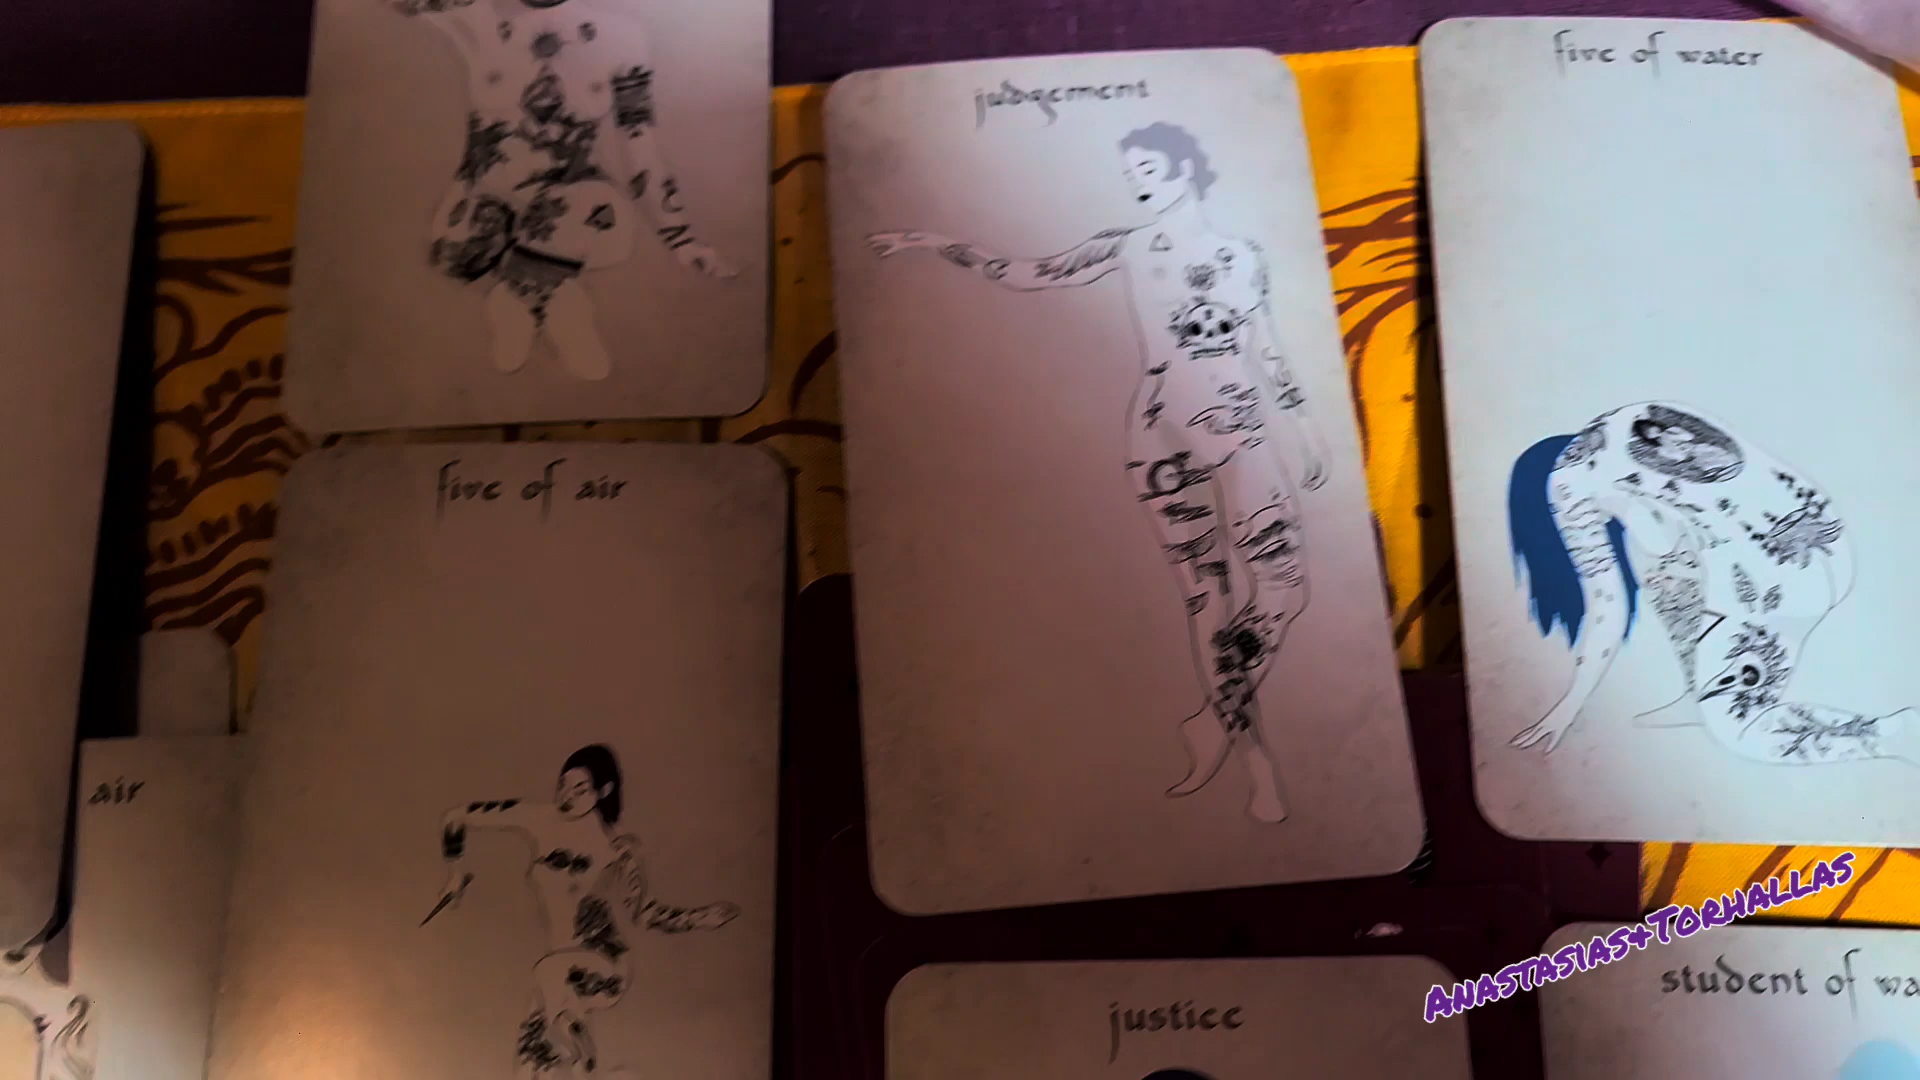 judgement
five of water
five of air
air
Anastasias+Torhallas
student of wa
justice